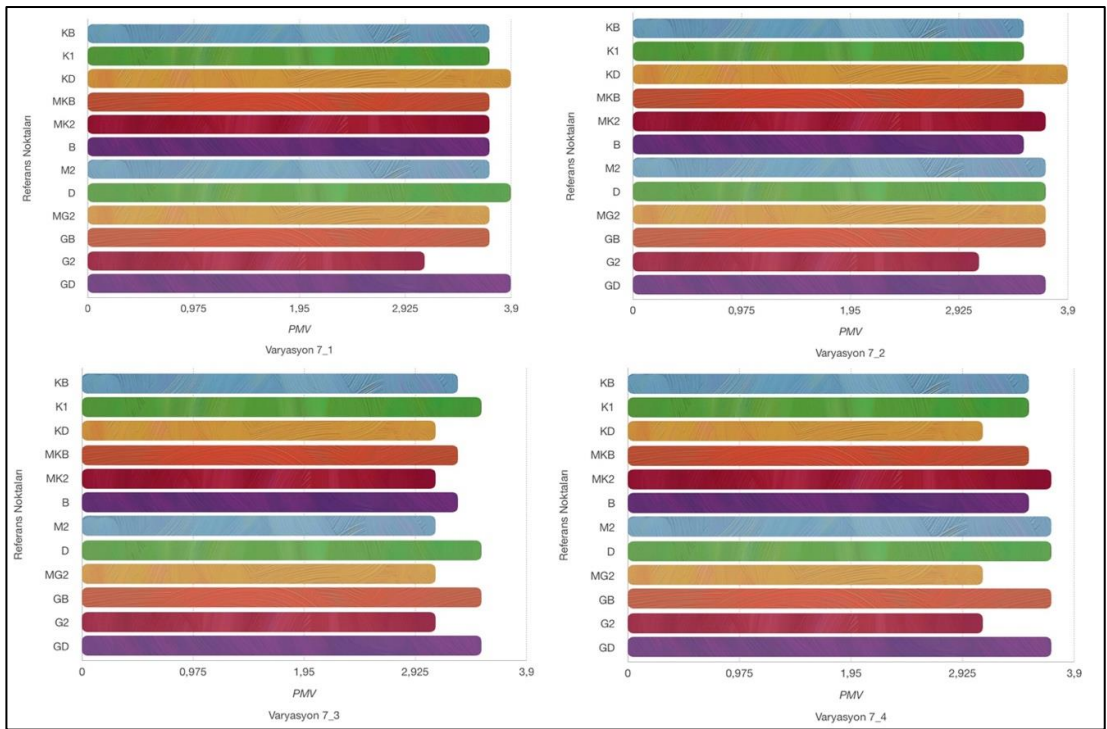 Referans Noktaları
KB
K1
KD
MKB
MK2
B
M2
D
MG2
GB
G2
GD
0 0,975 1,95 2,925 3,9
PMV
Varyasyon 7_1
Referans Noktaları
KB
K1
KD
MKB
MK2
B
M2
D
MG2
GB
G2
GD
0 0,975 1,95 2,925 3,9
PMV
Varyasyon 7_2
Referans Noktaları
KB
K1
KD
MKB
MK2
B
M2
D
MG2
GB
G2
GD
0 0,975 1,95 2,925 3,9
PMV
Varyasyon 7_3
Referans Noktaları
KB
K1
KD
MKB
MK2
B
M2
D
MG2
GB
G2
GD
0 0,975 1,95 2,925 3,9
PMV
Varyasyon 7_4